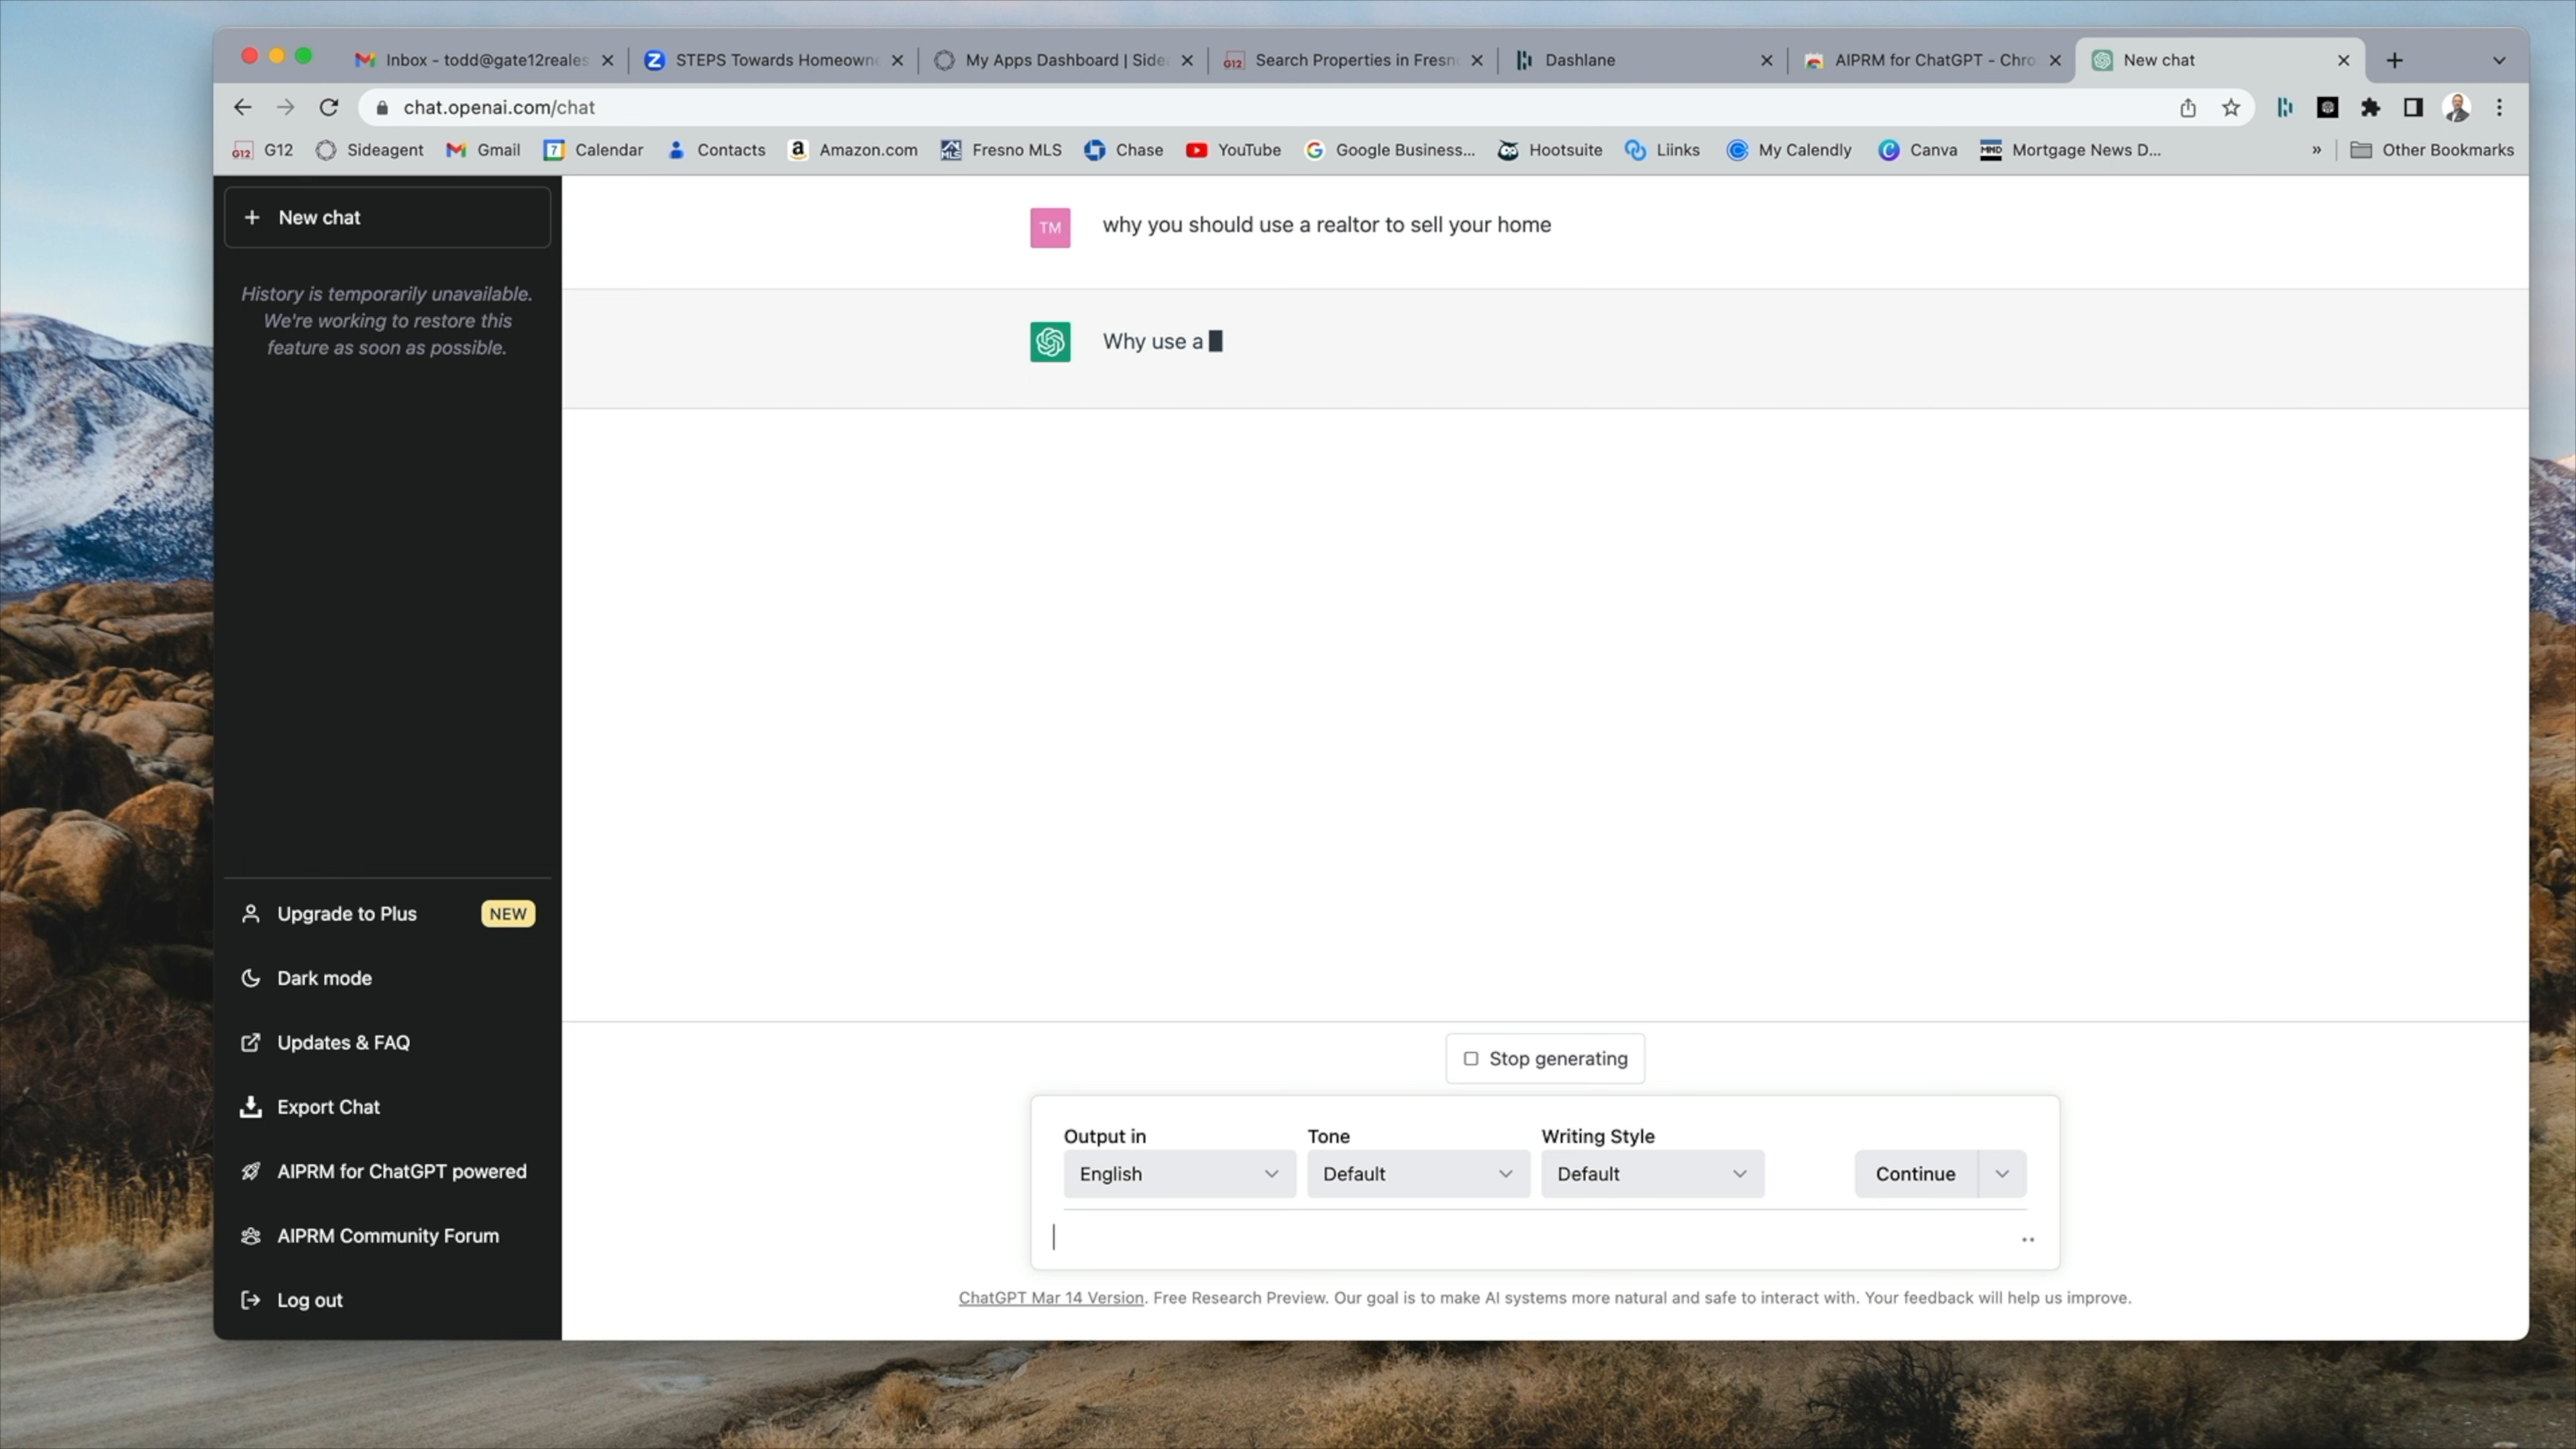 Inbox - todd@gate12reales
STEPS Towards Homeown
My Apps Dashboard | Side
G12 Search Properties in Fresn
Dashlane
AIPRM for ChatGPT - Chro
New chat
chat.openai.com/chat
G12 G12
Sideagent
Gmail
7 Calendar
Contacts
a Amazon.com
MLS Fresno MLS
Chase
YouTube
G Google Business...
Hootsuite
Liinks
My Calendly
C Canva
MND Mortgage News D...
» Other Bookmarks
+ New chat
History is temporarily unavailable.
We're working to restore this
feature as soon as possible.
TM why you should use a realtor to sell your home
Why use a
Upgrade to Plus NEW
Dark mode
Updates & FAQ
Export Chat
AIPRM for ChatGPT powered
AIPRM Community Forum
Log out
Stop generating
Output in Tone Writing Style
English Default Default Continue
ChatGPT Mar 14 Version. Free Research Preview. Our goal is to make AI systems more natural and safe to interact with. Your feedback will help us improve.